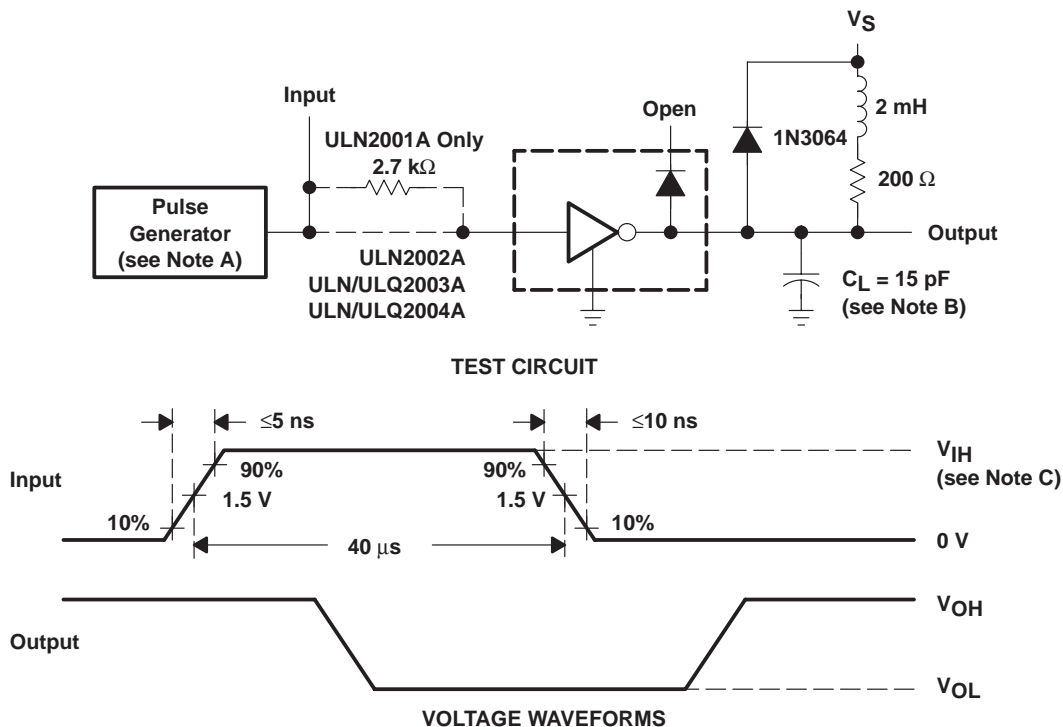 VS
Input
Open
2 mH
ULN2001A Only
2.7 kΩ
1N3064
200 Ω
Pulse
Generator
(see Note A)
Output
ULN2002A
ULN/ULQ2003A
ULN/ULQ2004A
CL = 15 pF
(see Note B)
TEST CIRCUIT
≤5 ns
≤10 ns
Input
90%
90%
VIH
(see Note C)
1.5 V
1.5 V
10%
10%
40 µs
0 V
VOH
Output
VOL
VOLTAGE WAVEFORMS